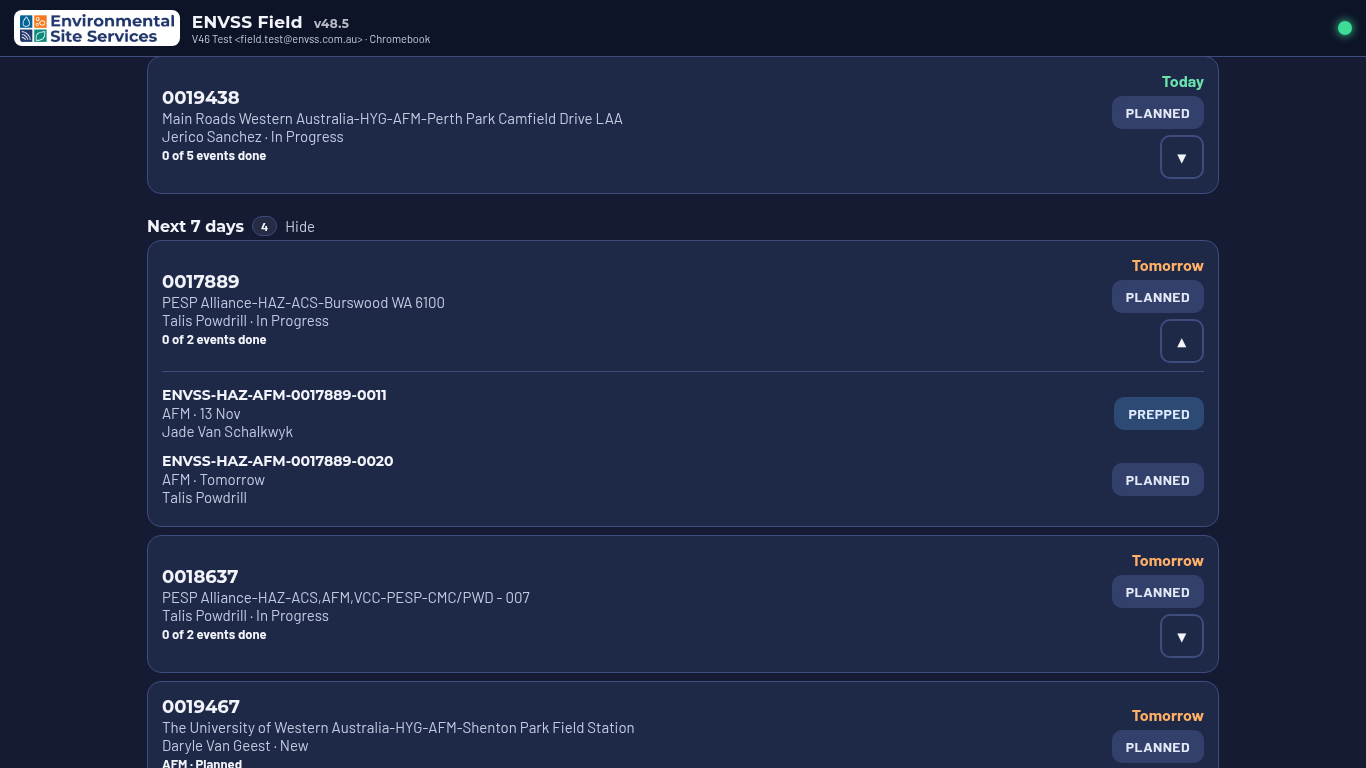 Environmental
Site Services
ENVSS Field v48.5
V46 Test <field.test@envss.com.au> · Chromebook
Today
0019438
PLANNED
Main Roads Western Australia-HYG-AFM-Perth Park Camfield Drive LAA
Jerico Sanchez · In Progress
0 of 5 events done
▼
Next 7 days 4 Hide
Tomorrow
0017889
PLANNED
PESP Alliance-HAZ-ACS-Burswood WA 6100
Talis Powdrill · In Progress
0 of 2 events done
▲
ENVSS-HAZ-AFM-0017889-0011
AFM · 13 Nov
PREPPED
Jade Van Schalkwyk
ENVSS-HAZ-AFM-0017889-0020
AFM · Tomorrow
PLANNED
Talis Powdrill
Tomorrow
0018637
PLANNED
PESP Alliance-HAZ-ACS,AFM,VCC-PESP-CMC/PWD - 007
Talis Powdrill · In Progress
0 of 2 events done
▼
0019467
Tomorrow
The University of Western Australia-HYG-AFM-Shenton Park Field Station
Daryle Van Geest · New
PLANNED
AFM · Planned